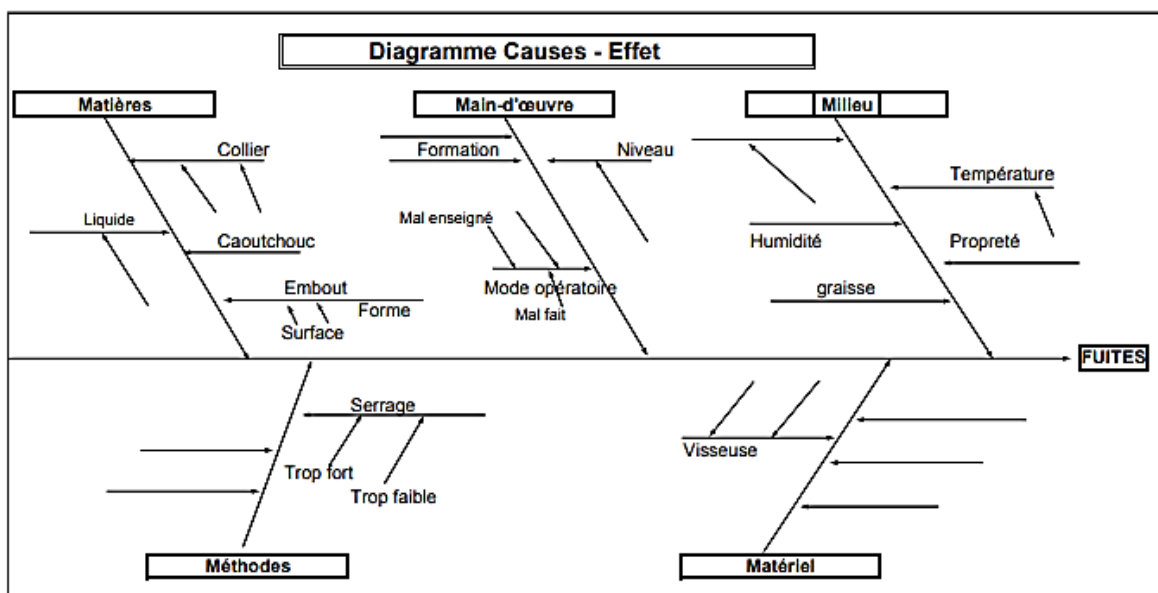 Diagramme Causes - Effet
Matières
Main-d'œuvre
Milieu
Collier
Formation
Niveau
Température
Liquide
Mal enseigné
Caoutchouc
Humidité
Propreté
Embout
Mode opératoire
graisse
Forme
Mal fait
Surface
FUITES
Serrage
Visseuse
Trop fort
Trop faible
Méthodes
Matériel